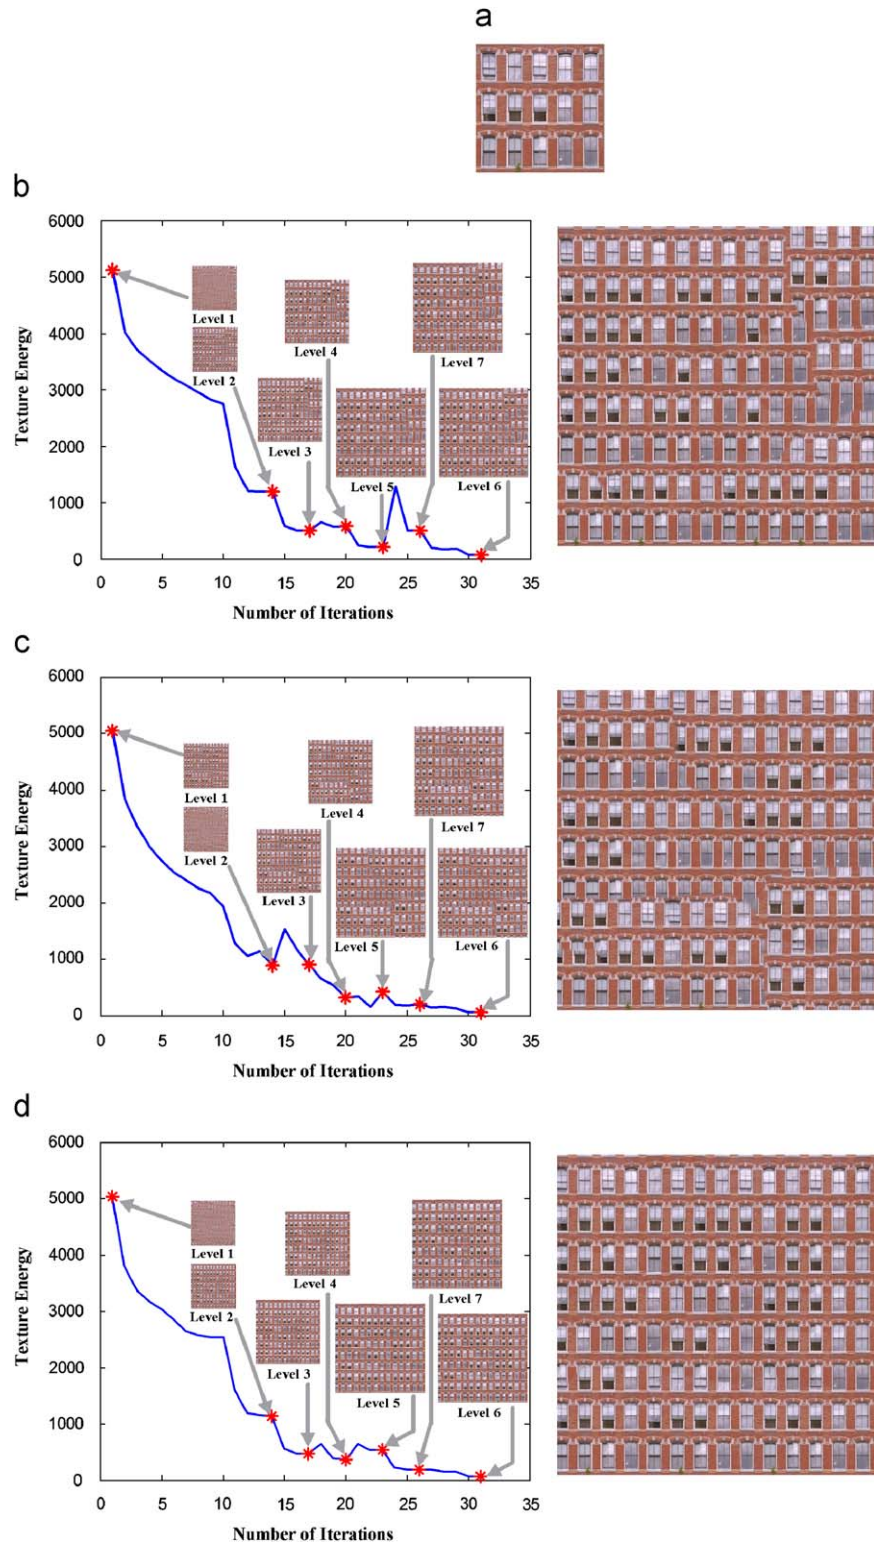 a
b
6000
5000
4000
3000
2000
1000
0
Texture Energy
Level 1
Level 2
Level 3
Level 4
Level 5
Level 7
Level 6
0 5 10 15 20 25 30 35
Number of Iterations
c
6000
5000
4000
3000
2000
1000
0
Texture Energy
Level 1
Level 2
Level 3
Level 4
Level 5
Level 7
Level 6
0 5 10 15 20 25 30 35
Number of Iterations
d
6000
5000
4000
3000
2000
1000
0
Texture Energy
Level 1
Level 2
Level 3
Level 4
Level 5
Level 7
Level 6
0 5 10 15 20 25 30 35
Number of Iterations